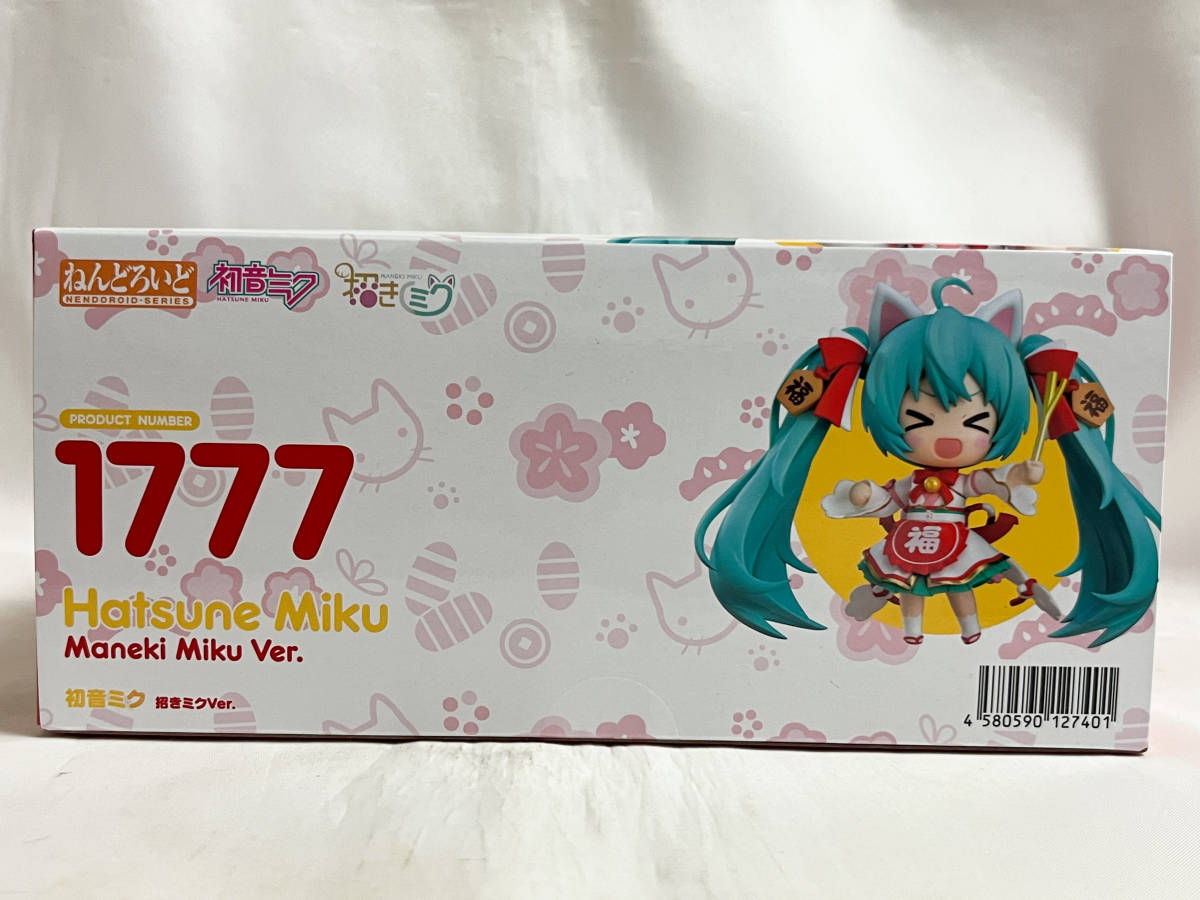 ねんどろいど
NENDOROID-SERIES
初音ミク
HATSUNE MIKU
MANEKI MIKU
招きミク
PRODUCT NUMBER
1777
Hatsune Miku
Maneki Miku Ver.
初音ミク 招きミクVer.
福
福
福
4 580590 127401